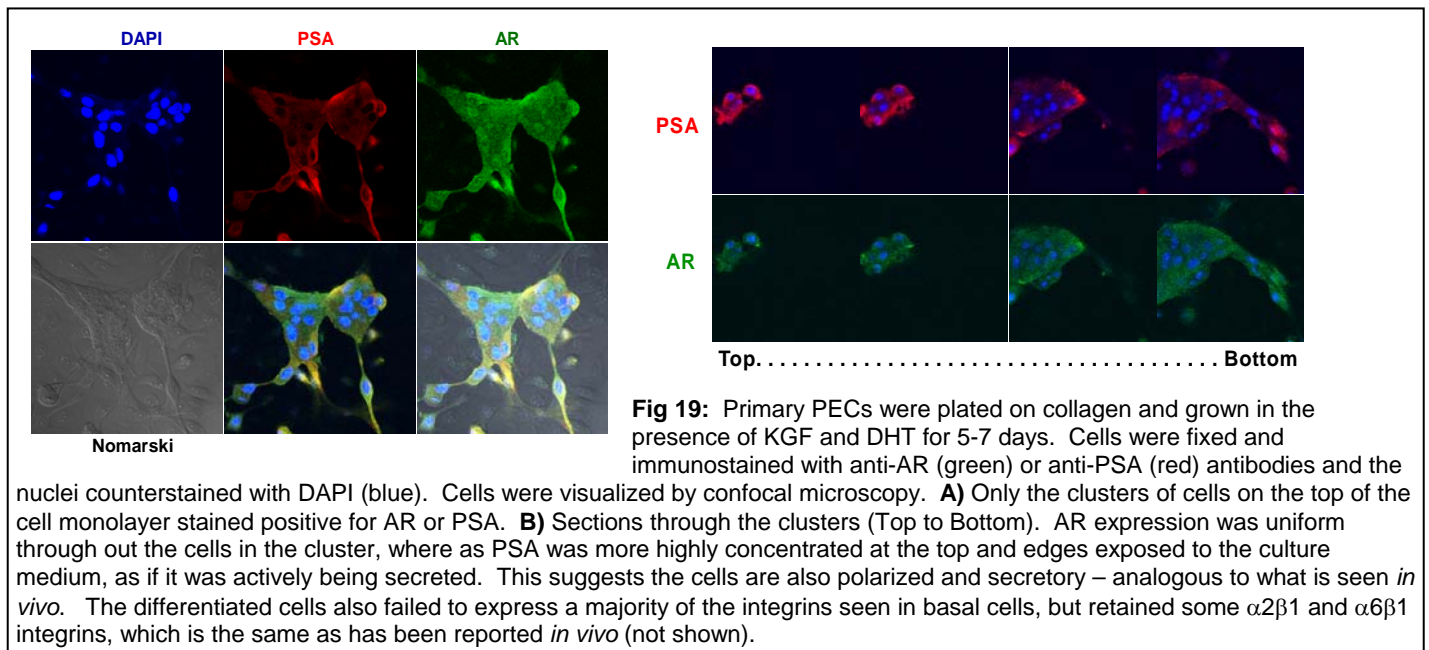 DAPI PSA AR
PSA
AR
Top. . . . . . . . . . . . . . . . . . . . . . . . . . . . . . . . . . . . . . . Bottom
Nomarski
Fig 19: Primary PECs were plated on collagen and grown in the
presence of KGF and DHT for 5-7 days. Cells were fixed and
immunostained with anti-AR (green) or anti-PSA (red) antibodies and the
nuclei counterstained with DAPI (blue). Cells were visualized by confocal microscopy. A) Only the clusters of cells on the top of the
cell monolayer stained positive for AR or PSA. B) Sections through the clusters (Top to Bottom). AR expression was uniform
through out the cells in the cluster, where as PSA was more highly concentrated at the top and edges exposed to the culture
medium, as if it was actively being secreted. This suggests the cells are also polarized and secretory – analogous to what is seen in
vivo. The differentiated cells also failed to express a majority of the integrins seen in basal cells, but retained some α2β1 and α6β1
integrins, which is the same as has been reported in vivo (not shown).